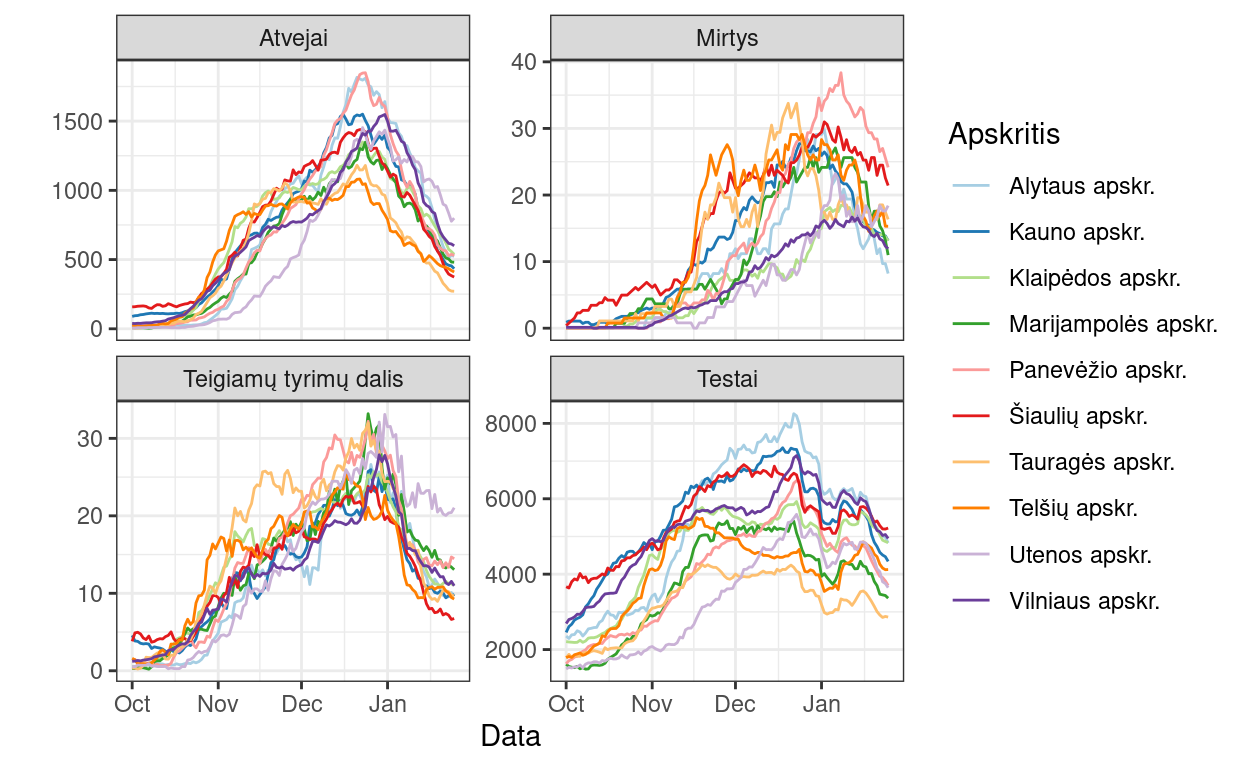 Atvejai
0
500
1000
1500
Mirtys
0
10
20
30
40
Teigiamų tyrimų dalis
0
10
20
30
Oct Nov Dec Jan
Testai
2000
4000
6000
8000
Oct Nov Dec Jan
Data
Apskritis
Alytaus apskr.
Kauno apskr.
Klaipėdos apskr.
Marijampolės apskr.
Panevėžio apskr.
Šiaulių apskr.
Tauragės apskr.
Telšių apskr.
Utenos apskr.
Vilniaus apskr.